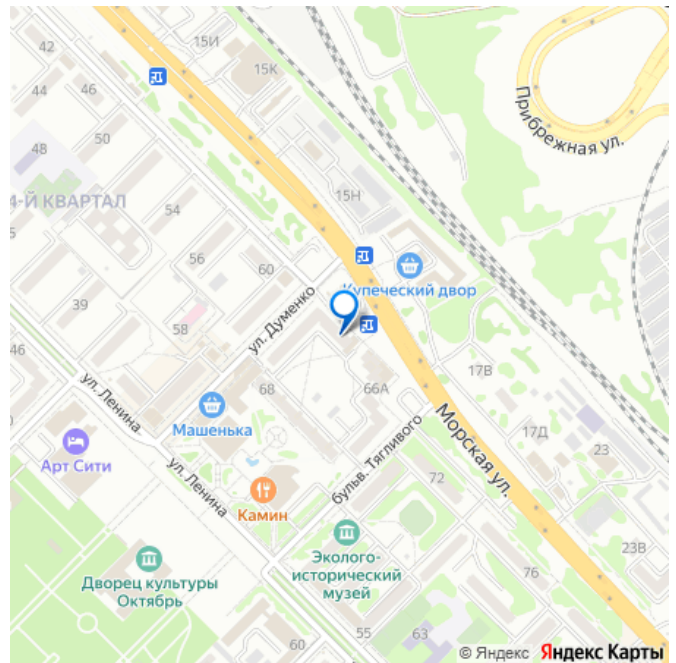 42
15И
15К
44
46
50
48
15Н
Прибрежная ул.
4-Й КВАРТАЛ
54
56
60
Купеческий двор
39
58
ул. Думенко
46
ул. Ленина
68
66А
17В
Машенька
Морская ул.
17Д
23
Арт Сити
ул. Ленина
бульв. Тягливого
72
Камин
Эколого-
исторический
музей
23В
Дворец культуры
Октябрь
76
60
55
63
© Яндекс Яндекс Карты